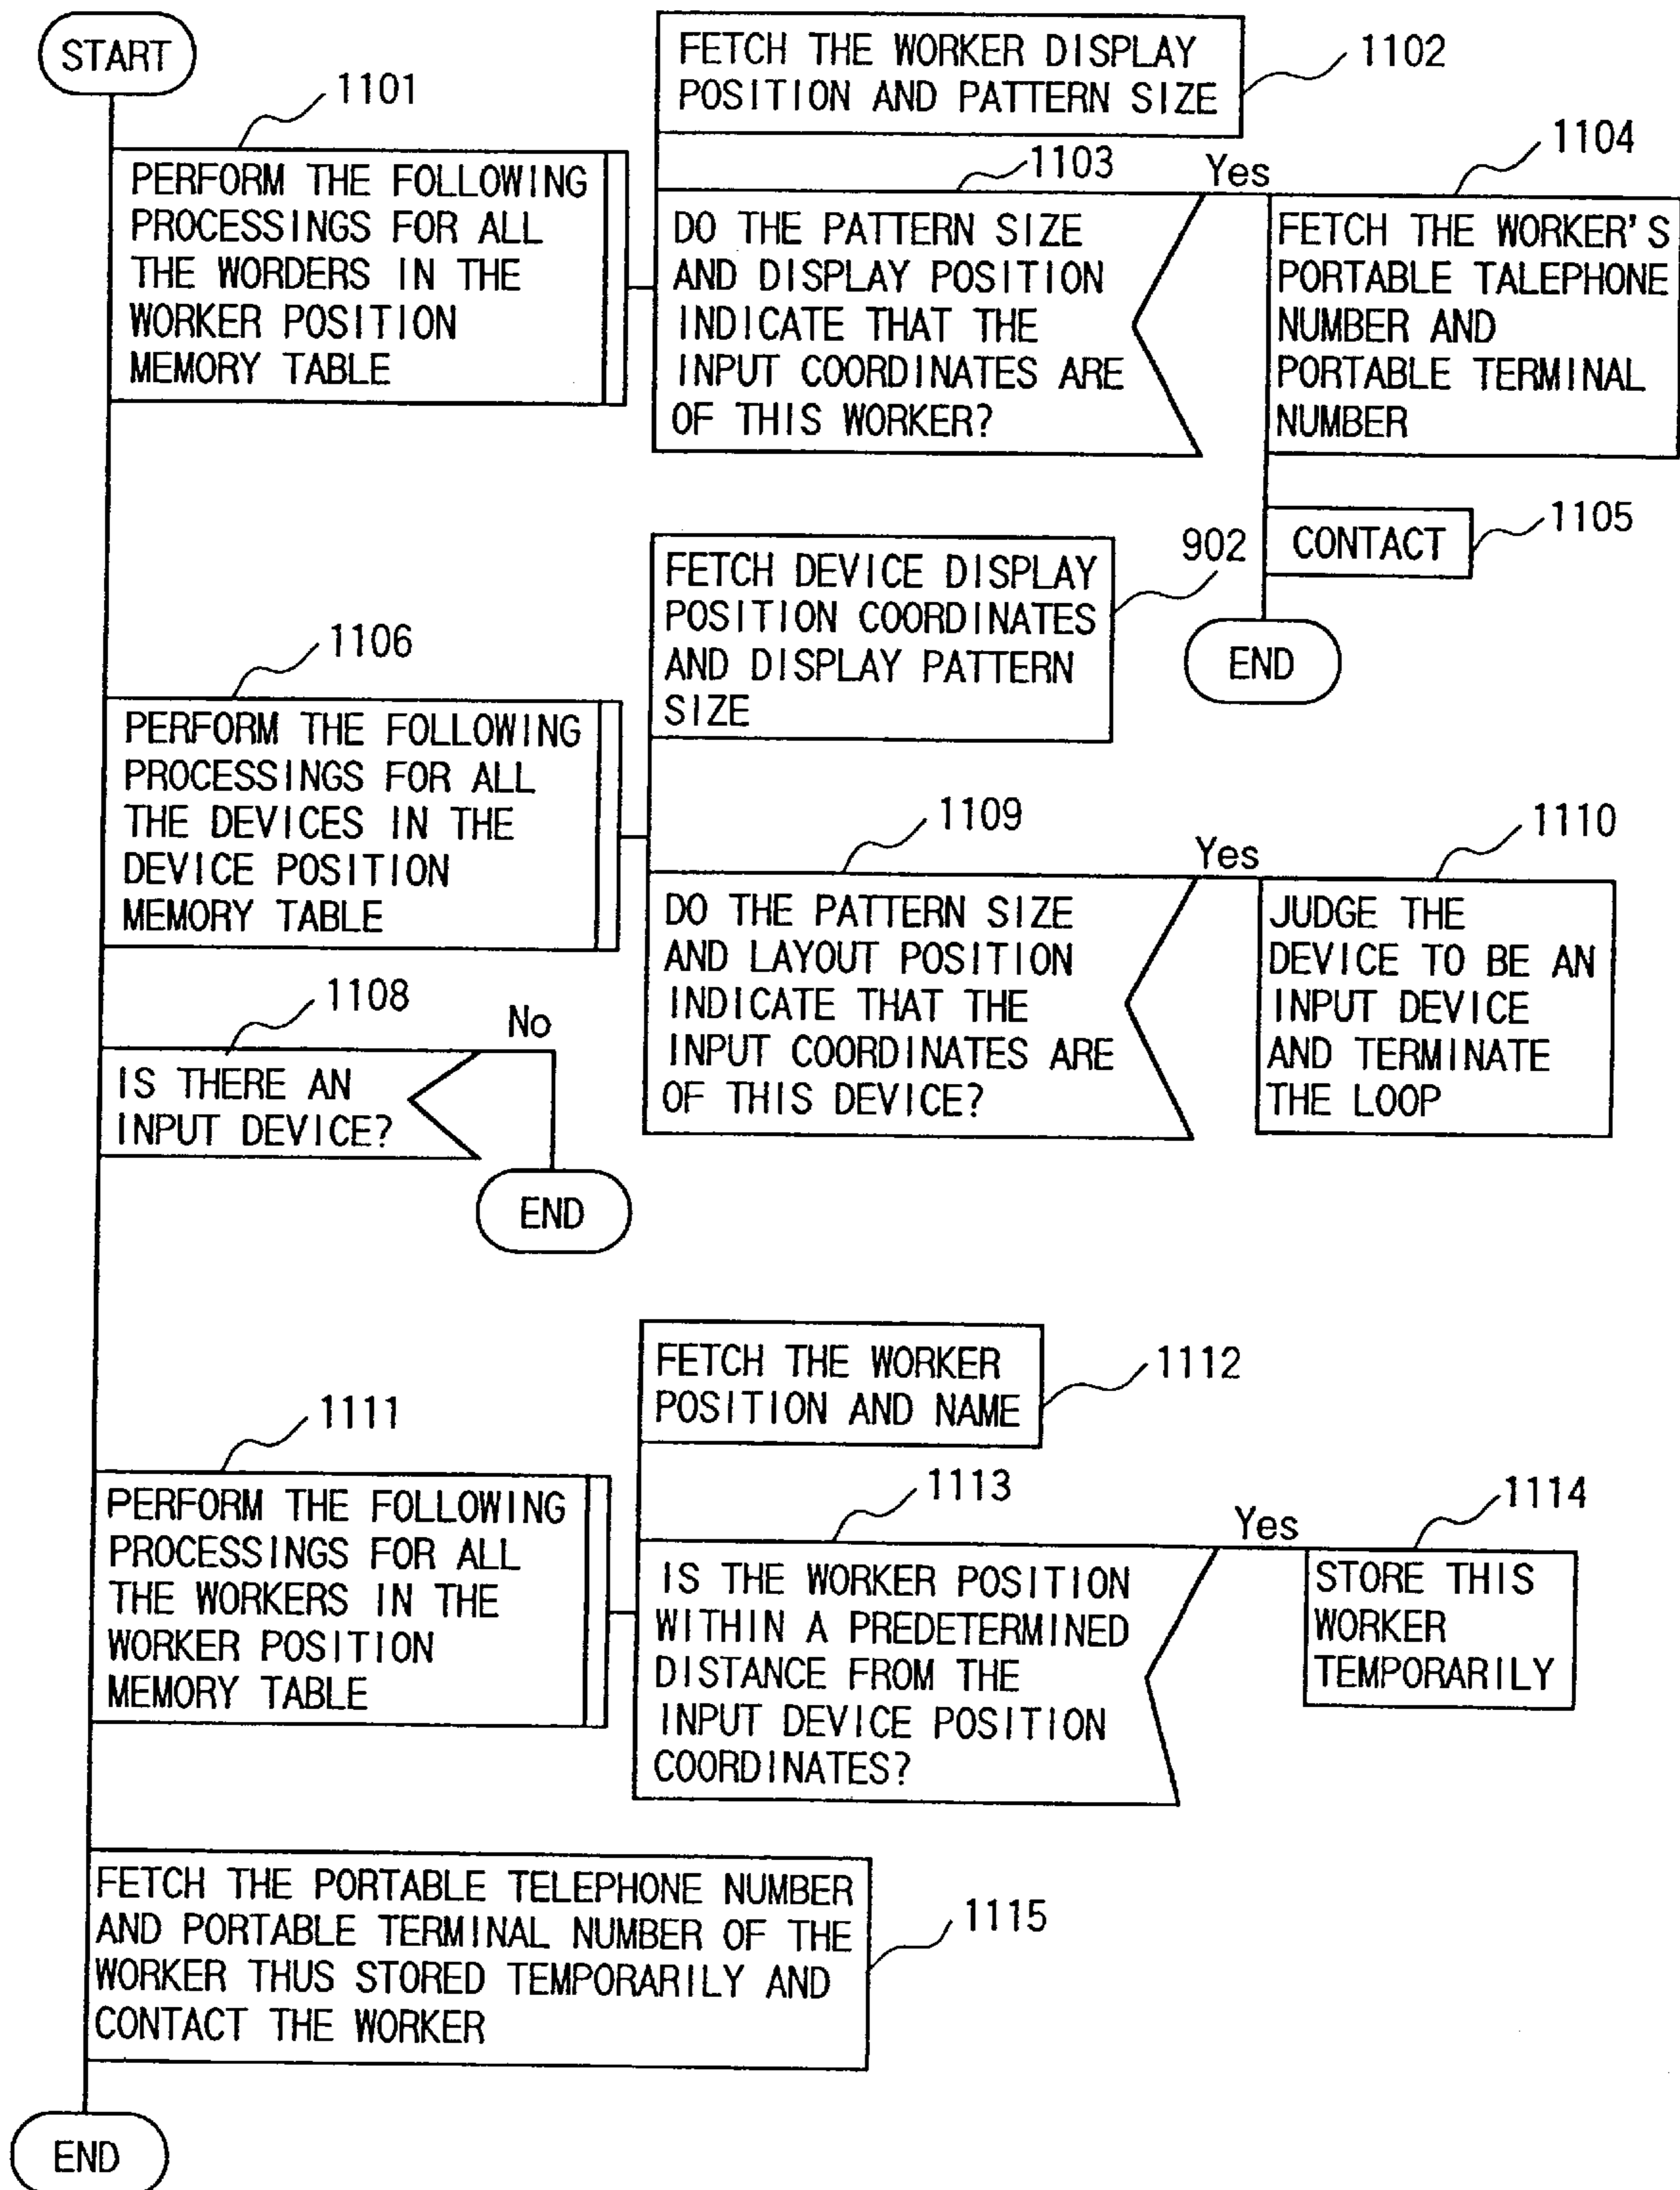 START
1101
PERFORM THE FOLLOWING
PROCESSINGS FOR ALL
THE WORDERS IN THE
WORKER POSITION
MEMORY TABLE
FETCH THE WORKER DISPLAY
POSITION AND PATTERN SIZE
1102
1103
DO THE PATTERN SIZE
AND DISPLAY POSITION
INDICATE THAT THE
INPUT COORDINATES ARE
OF THIS WORKER?
Yes
1104
FETCH THE WORKER'S
PORTABLE TALEPHONE
NUMBER AND
PORTABLE TERMINAL
NUMBER
CONTACT
1105
END
1106
PERFORM THE FOLLOWING
PROCESSINGS FOR ALL
THE DEVICES IN THE
DEVICE POSITION
MEMORY TABLE
FETCH DEVICE DISPLAY
POSITION COORDINATES
AND DISPLAY PATTERN
SIZE
902
1109
DO THE PATTERN SIZE
AND LAYOUT POSITION
INDICATE THAT THE
INPUT COORDINATES ARE
OF THIS DEVICE?
Yes
1110
JUDGE THE
DEVICE TO BE AN
INPUT DEVICE
AND TERMINATE
THE LOOP
1108
IS THERE AN
INPUT DEVICE?
No
END
1111
PERFORM THE FOLLOWING
PROCESSINGS FOR ALL
THE WORKERS IN THE
WORKER POSITION
MEMORY TABLE
FETCH THE WORKER
POSITION AND NAME
1112
1113
IS THE WORKER POSITION
WITHIN A PREDETERMINED
DISTANCE FROM THE
INPUT DEVICE POSITION
COORDINATES?
Yes
1114
STORE THIS
WORKER
TEMPORARILY
FETCH THE PORTABLE TELEPHONE NUMBER
AND PORTABLE TERMINAL NUMBER OF THE
WORKER THUS STORED TEMPORARILY AND
CONTACT THE WORKER
1115
END